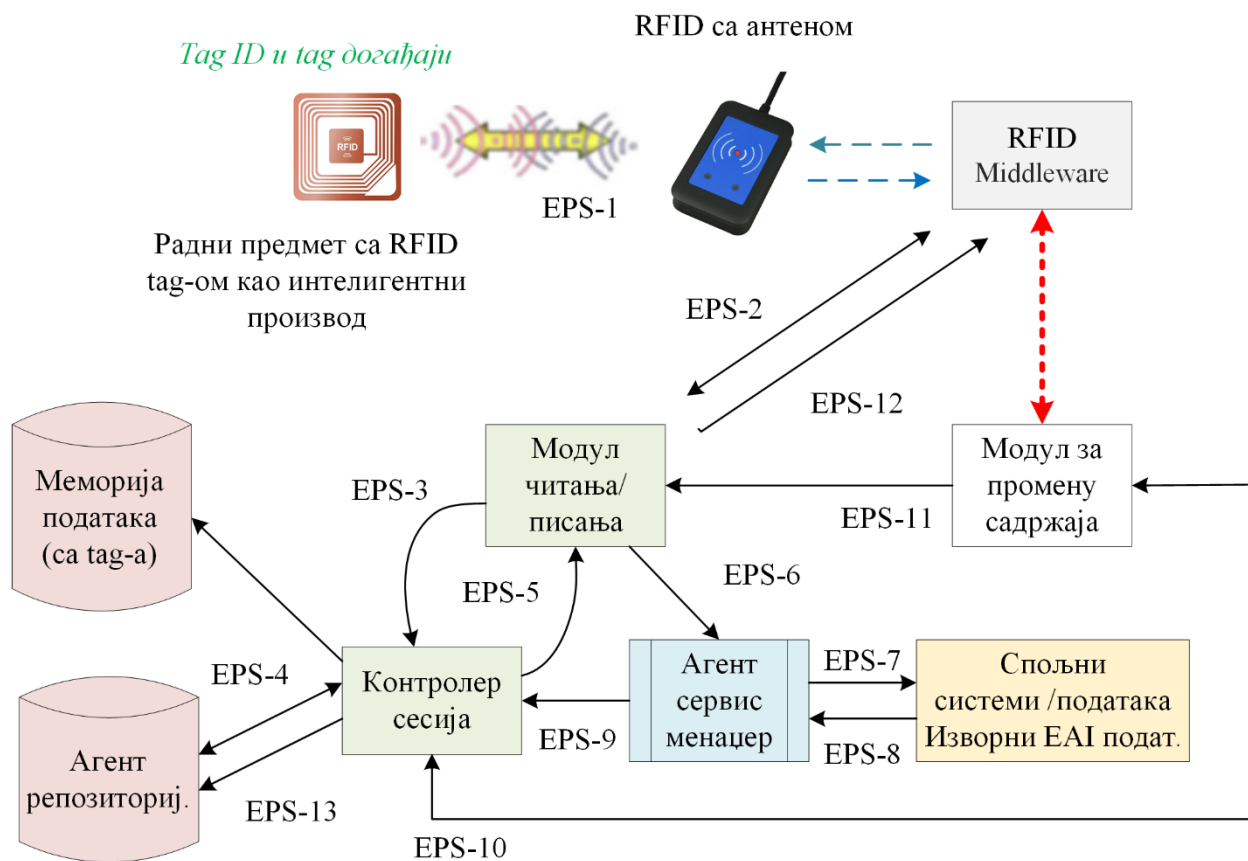 RFID са антеном
Tag ID и tag догађаји
RFID
RFID
Middleware
EPS-1
Радни предмет са RFID
tag-ом као интелигентни
производ
EPS-2
EPS-12
Меморија
података
(са tag-а)
EPS-3
Модул
читања/
писања
EPS-11
Модул за
промену
садржаја
EPS-5
EPS-6
EPS-4
Контролер
сесија
EPS-9
Агент
сервис
менаџер
EPS-7
EPS-8
Спољни
системи /података
Изворни EAI подат.
Агент
репозиториј.
EPS-13
EPS-10